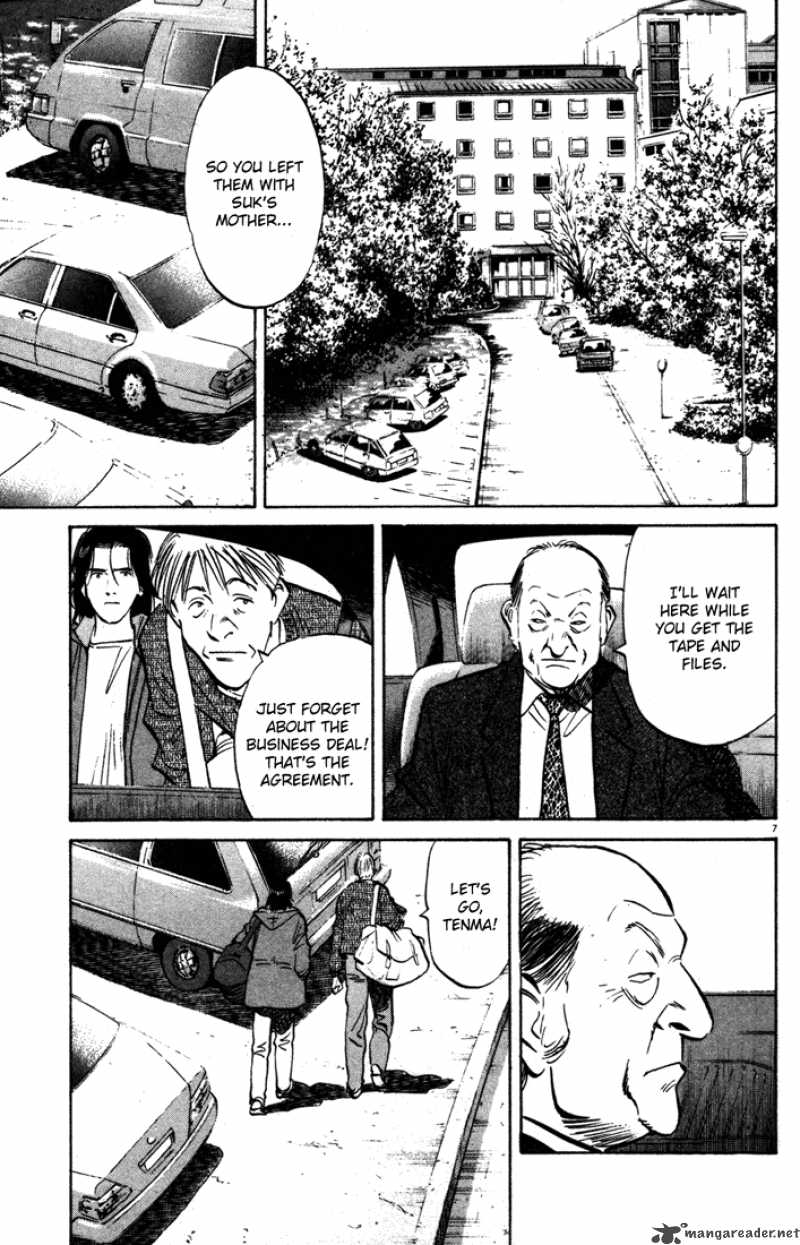 SO YOU LEFT
THEM WITH
SUK'S
MOTHER...
I'LL WAIT
HERE WHILE
YOU GET THE
TAPE AND
FILES.
JUST FORGET
ABOUT THE
BUSINESS DEAL!
THAT'S THE
AGREEMENT.
7
LET'S
GO,
TENMA!
mangareader.net